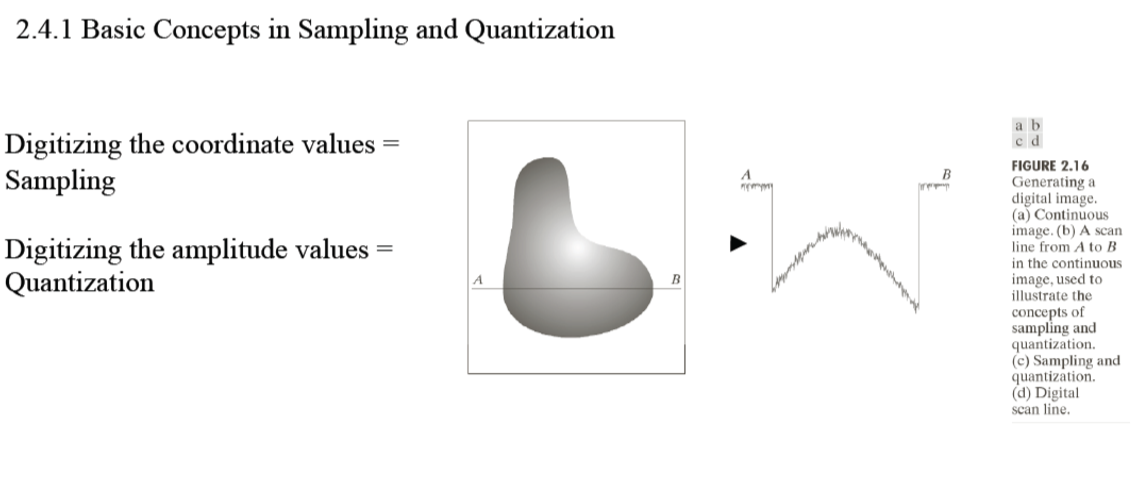 2.4.1 Basic Concepts in Sampling and Quantization
Digitizing the coordinate values =
Sampling
Digitizing the amplitude values =
Quantization
A
B
A
B
a b
c d
FIGURE 2.16
Generating a
digital image.
(a) Continuous
image. (b) A scan
line from A to B
in the continuous
image, used to
illustrate the
concepts of
sampling and
quantization.
(c) Sampling and
quantization.
(d) Digital
scan line.